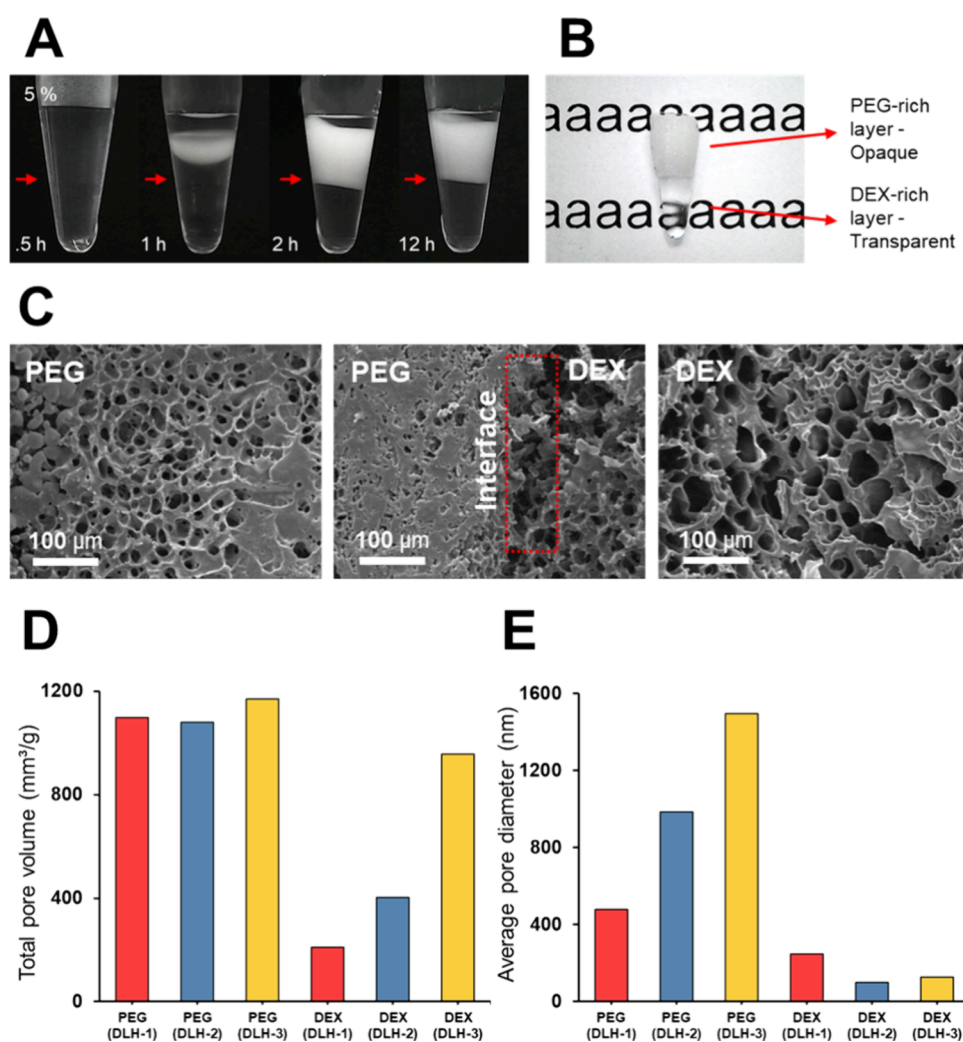 A
5 %
.5 h
1 h
2 h
12 h
B
aaaaaaaaaa
aaaaaaaaaa
PEG-rich
layer -
Opaque
DEX-rich
layer -
Transparent
C
PEG
100 µm
PEG
Interface
DEX
100 µm
DEX
100 µm
D
Total pore volume (mm³/g)
1200
800
400
0
PEG
(DLH-1)
PEG
(DLH-2)
PEG
(DLH-3)
DEX
(DLH-1)
DEX
(DLH-2)
DEX
(DLH-3)
E
Average pore diameter (nm)
1600
1200
800
400
0
PEG
(DLH-1)
PEG
(DLH-2)
PEG
(DLH-3)
DEX
(DLH-1)
DEX
(DLH-2)
DEX
(DLH-3)